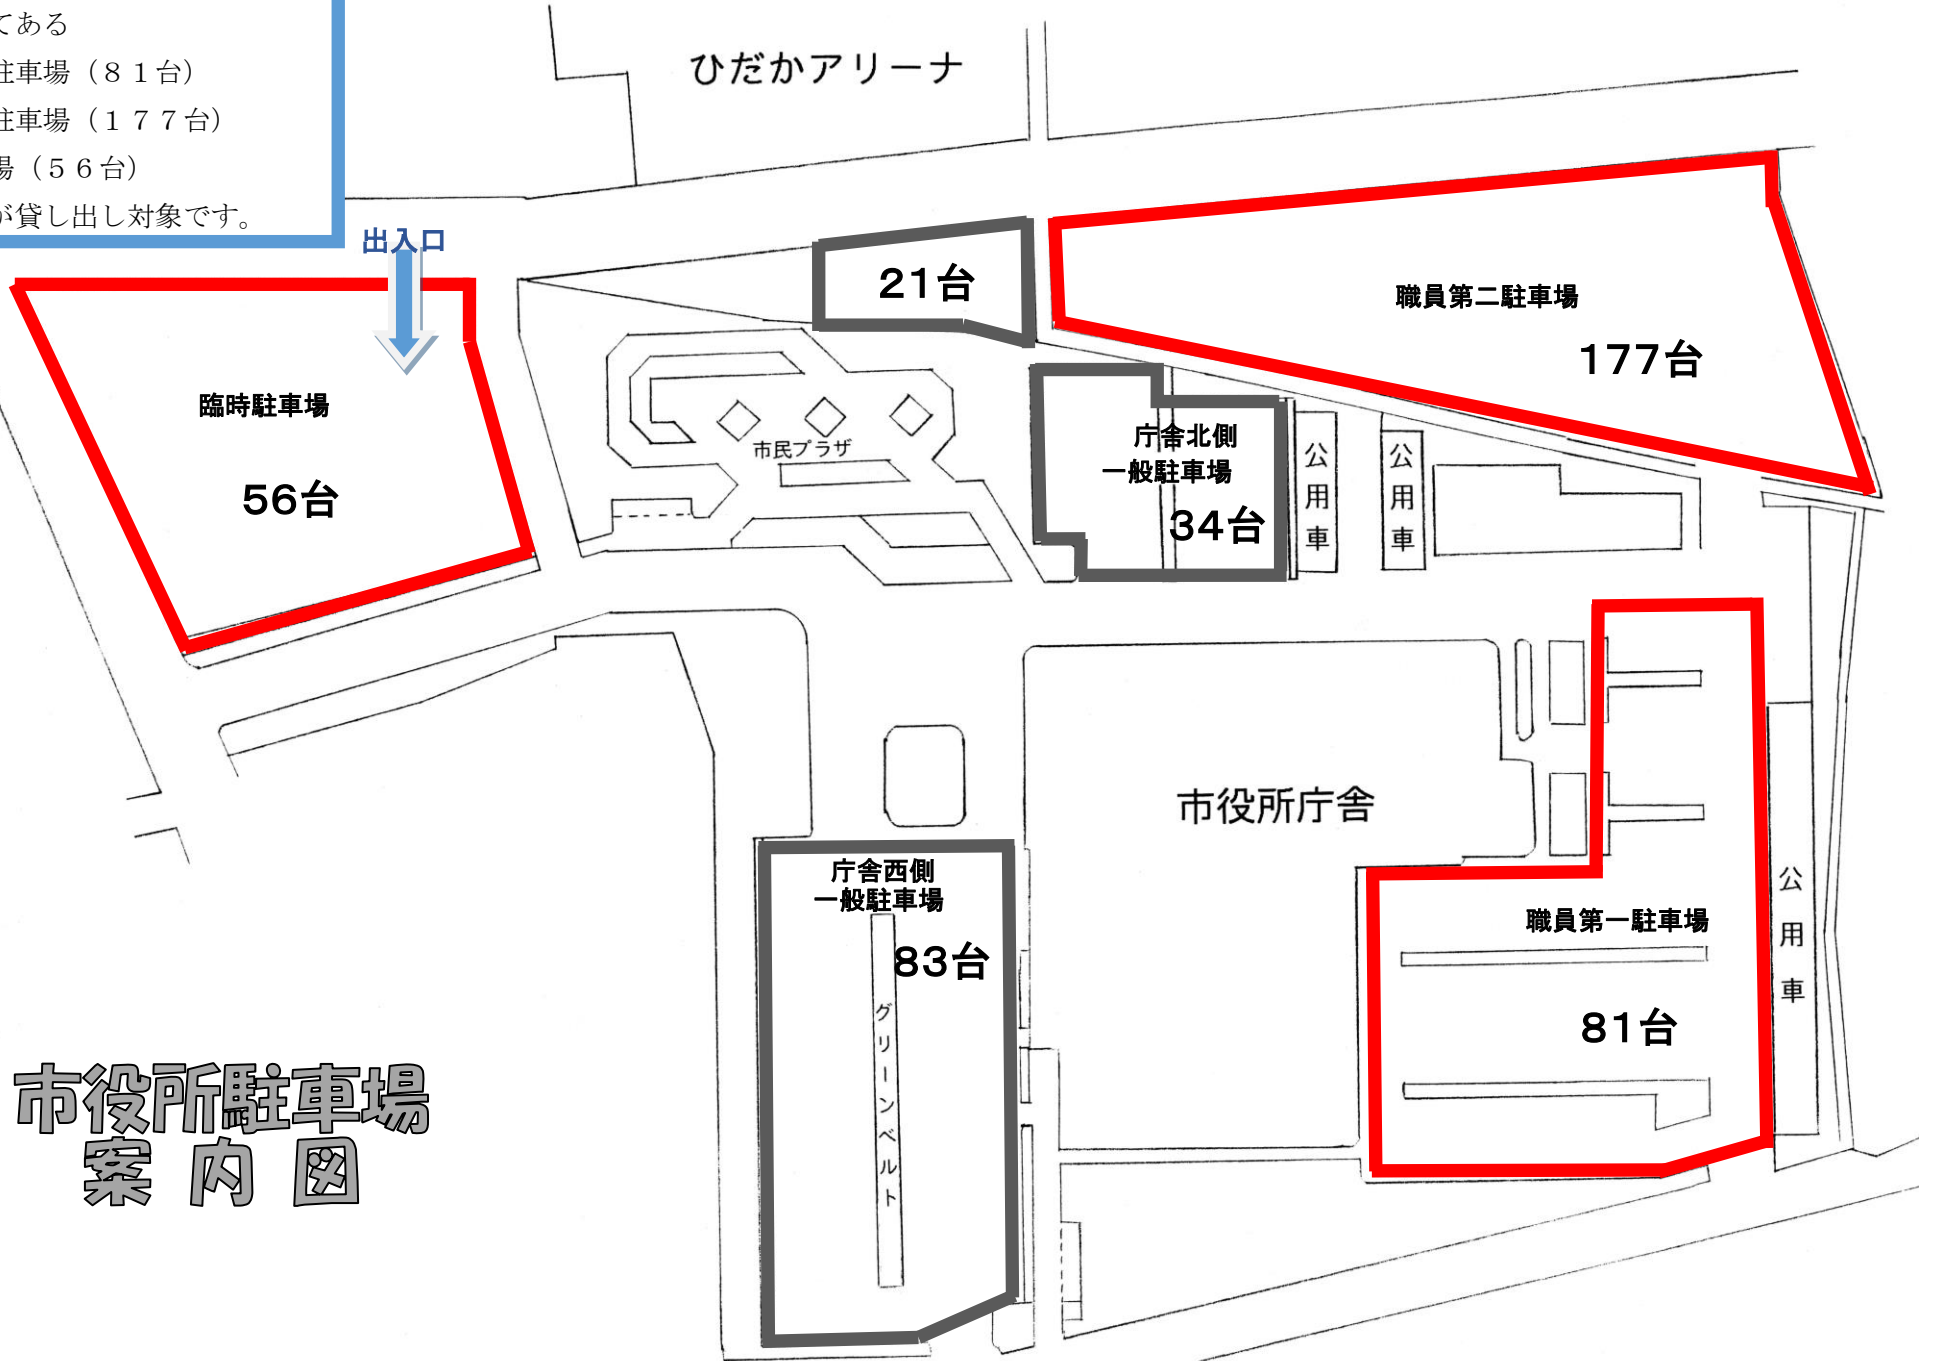 てある
駐車場（８１台）
駐車場（１７７台）
場（５６台）
が貸し出し対象です。
ひだかアリーナ
出入口
21台
職員第二駐車場
177台
臨時駐車場
56台
市民プラザ
庁舎北側
一般駐車場
34台
公用車
公用車
市役所庁舎
庁舎西側
一般駐車場
83台
グリーンベルト
職員第一駐車場
81台
公用車
市役所駐車場
案内図